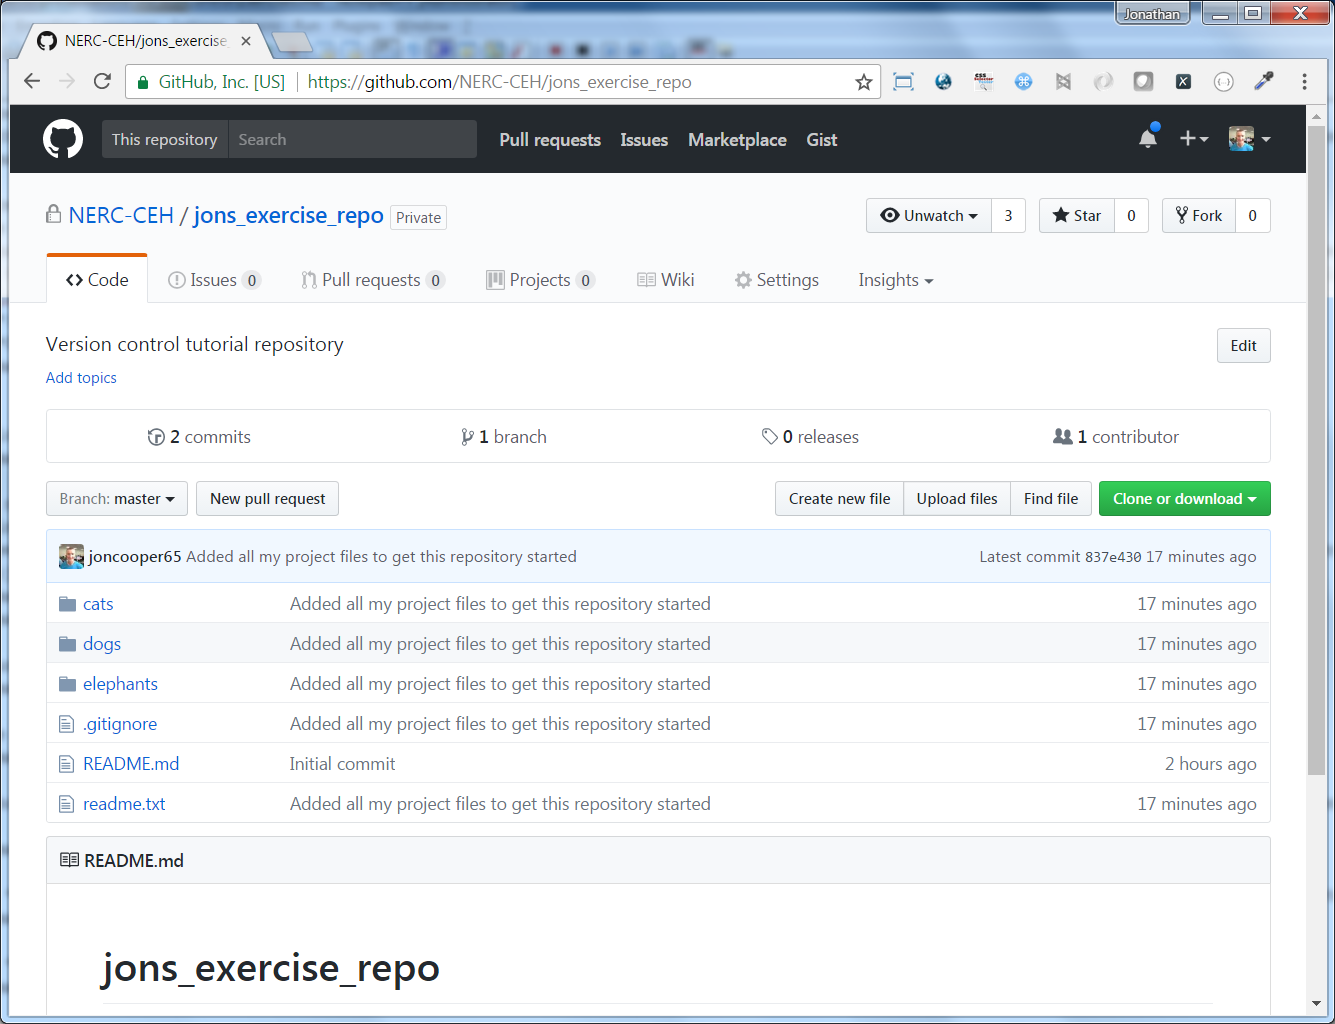 Jonathan
NERC-CEH/jons_exercise
GitHub, Inc. [US] https://github.com/NERC-CEH/jons_exercise_repo
This repository Search Pull requests Issues Marketplace Gist
NERC-CEH / jons_exercise_repo Private Unwatch 3 Star 0 Fork 0
Code Issues 0 Pull requests 0 Projects 0 Wiki Settings Insights
Version control tutorial repository Edit
Add topics
2 commits 1 branch 0 releases 1 contributor
Branch: master New pull request Create new file Upload files Find file Clone or download
joncooper65 Added all my project files to get this repository started Latest commit 837e430 17 minutes ago
cats Added all my project files to get this repository started 17 minutes ago
dogs Added all my project files to get this repository started 17 minutes ago
elephants Added all my project files to get this repository started 17 minutes ago
.gitignore Added all my project files to get this repository started 17 minutes ago
README.md Initial commit 2 hours ago
readme.txt Added all my project files to get this repository started 17 minutes ago
README.md
jons_exercise_repo